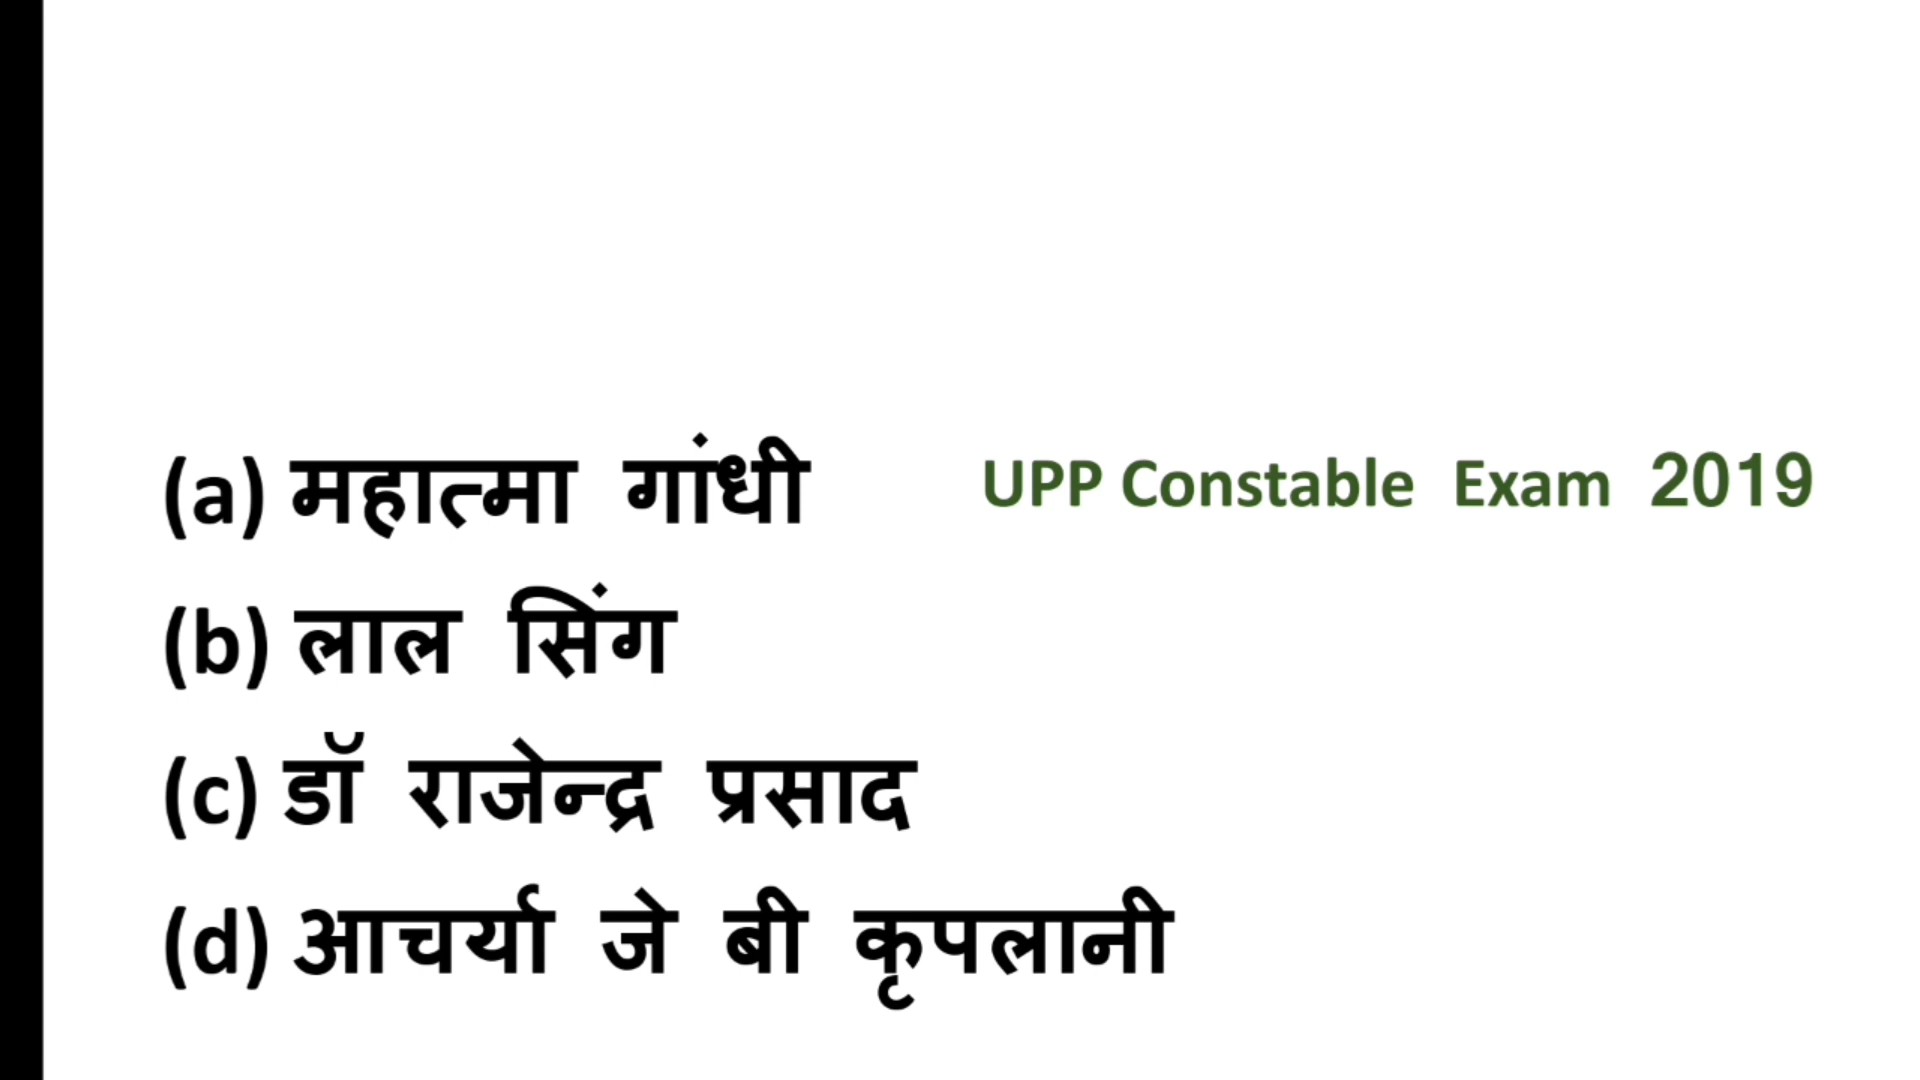 (a) महात्मा गांधी UPP Constable Exam 2019
(b) लाल सिंग
(c) डॉ राजेन्द्र प्रसाद
(d) आचर्या जे बी कृपलानी